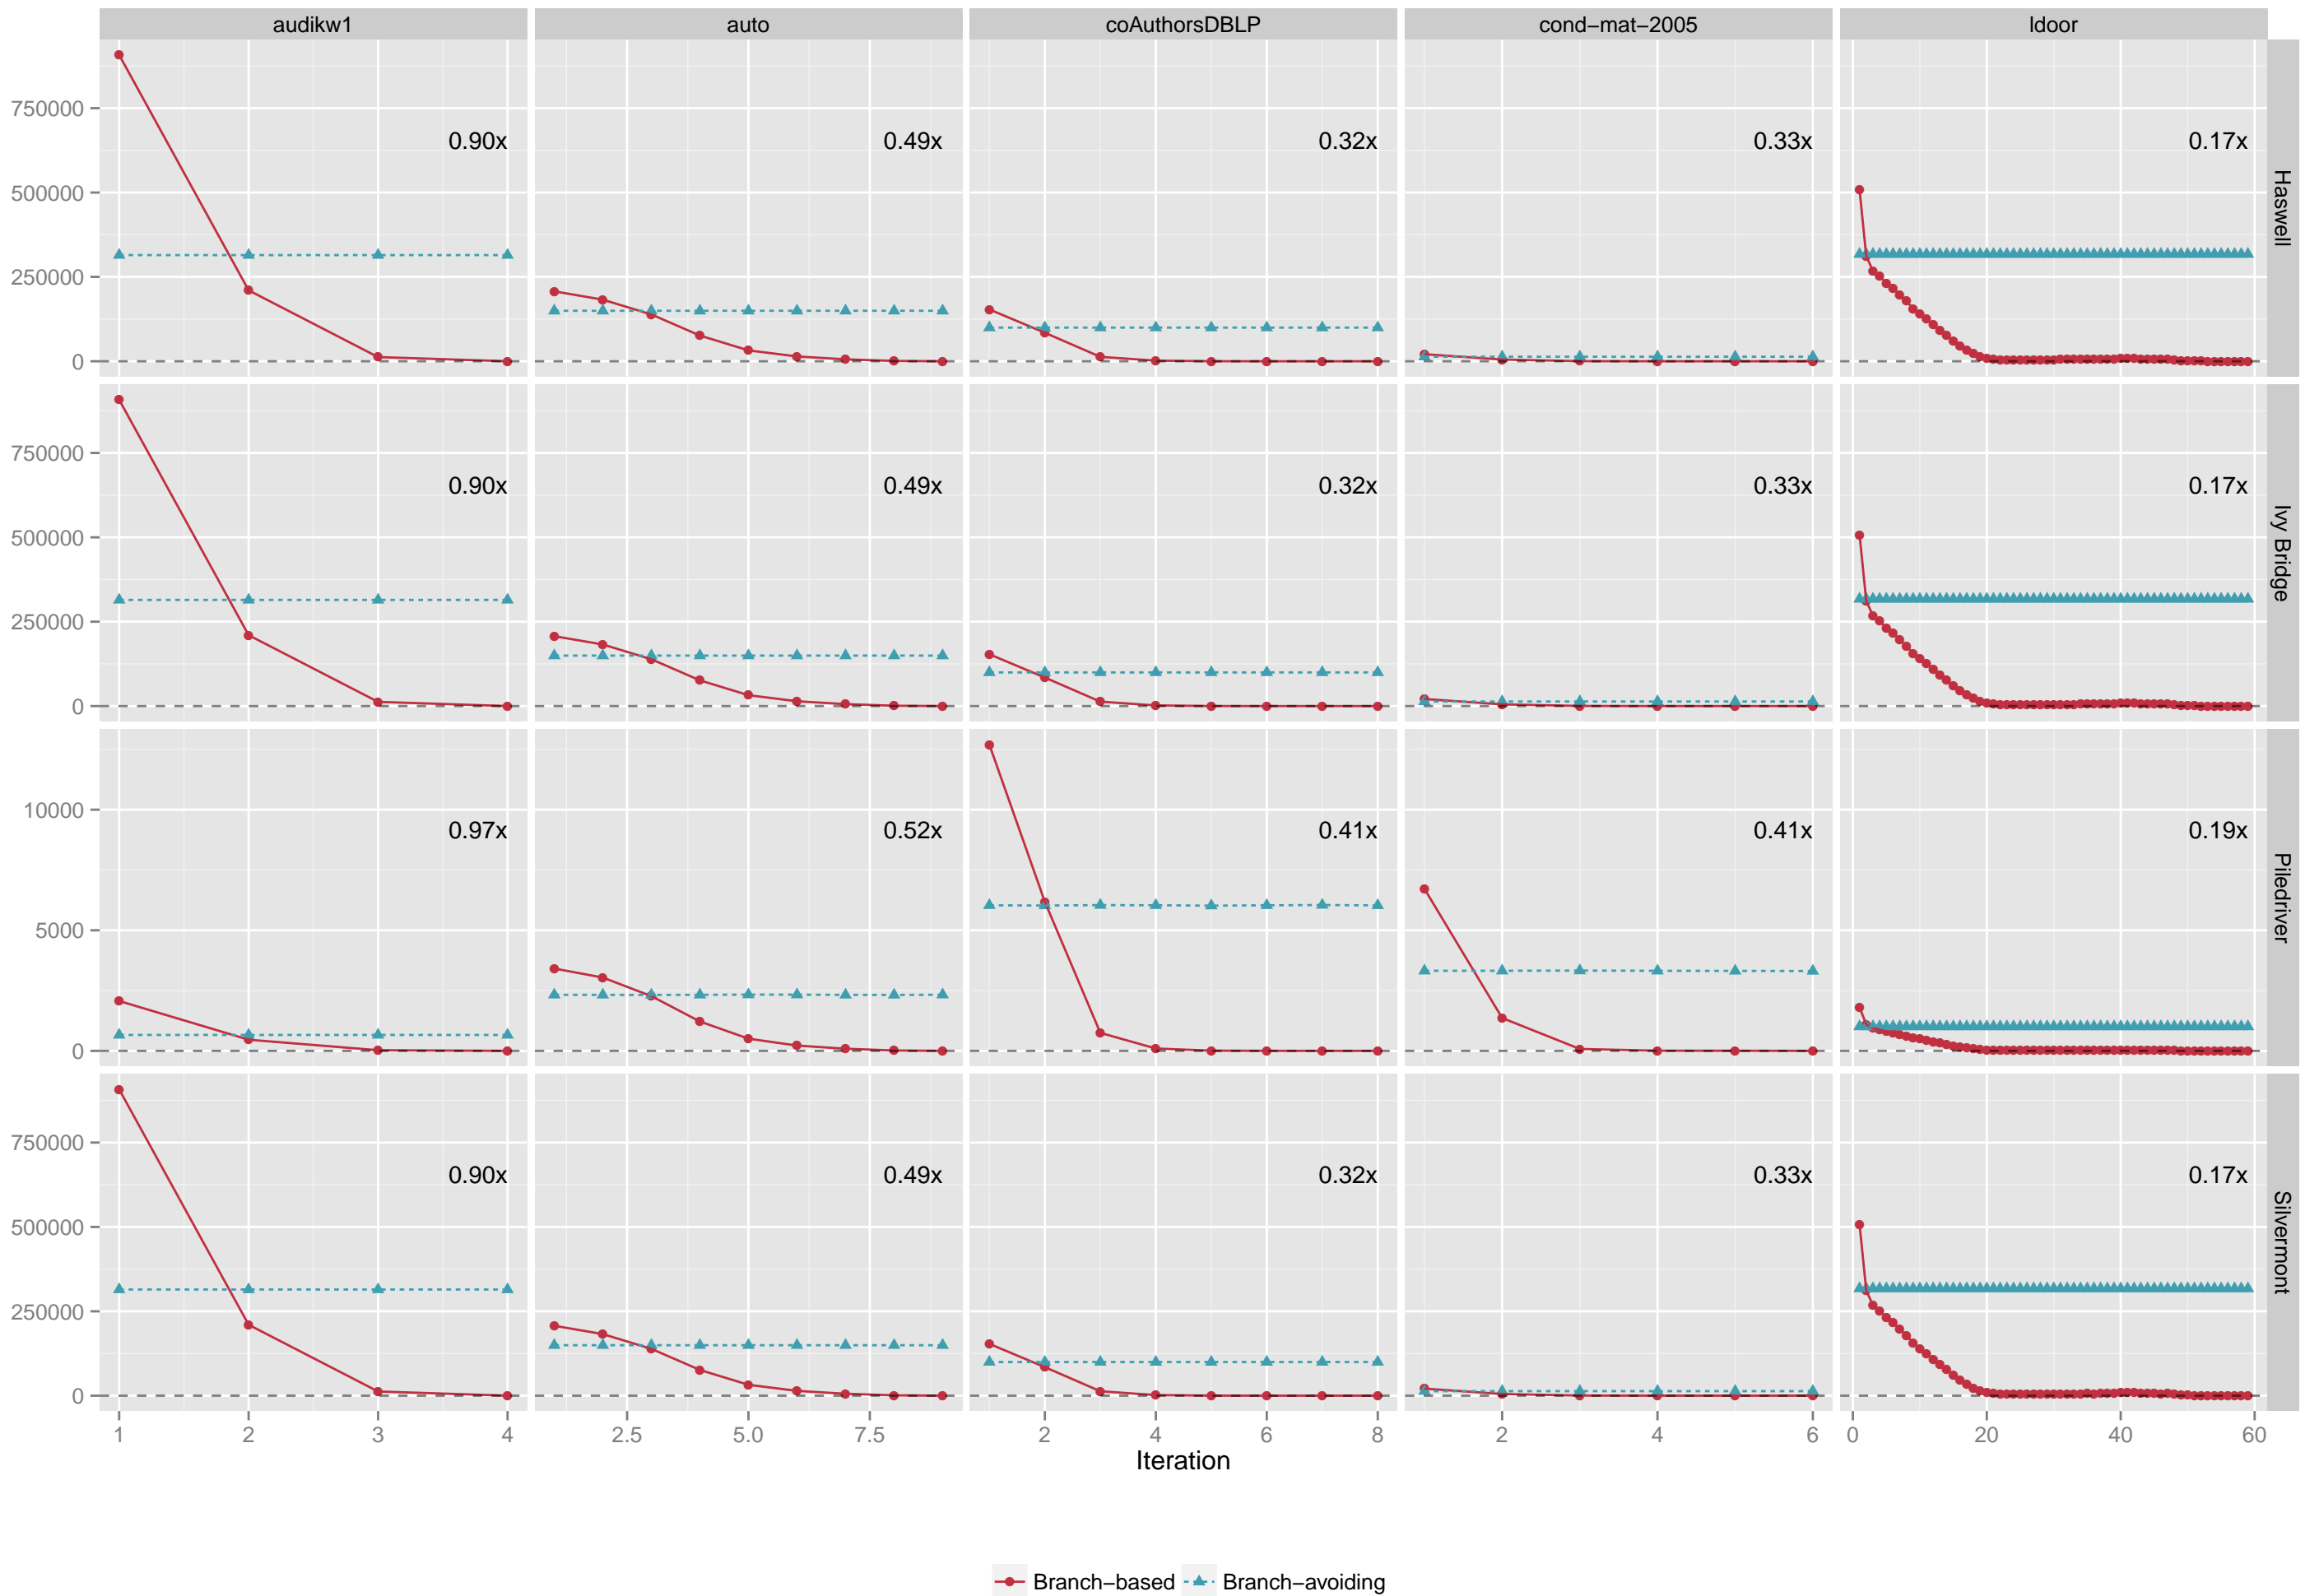 audikw1 auto coAuthorsDBLP cond−mat−2005 ldoor
750000
500000
250000
0
0.90x 0.49x 0.32x 0.33x 0.17x
Haswell
750000
500000
250000
0
0.90x 0.49x 0.32x 0.33x 0.17x
Ivy Bridge
10000
5000
0
0.97x 0.52x 0.41x 0.41x 0.19x
Piledriver
750000
500000
250000
0
0.90x 0.49x 0.32x 0.33x 0.17x
Silvermont
1 2 3 4 2.5 5.0 7.5 2 4 6 8 2 4 6 0 20 40 60
Iteration
Branch−based Branch−avoiding